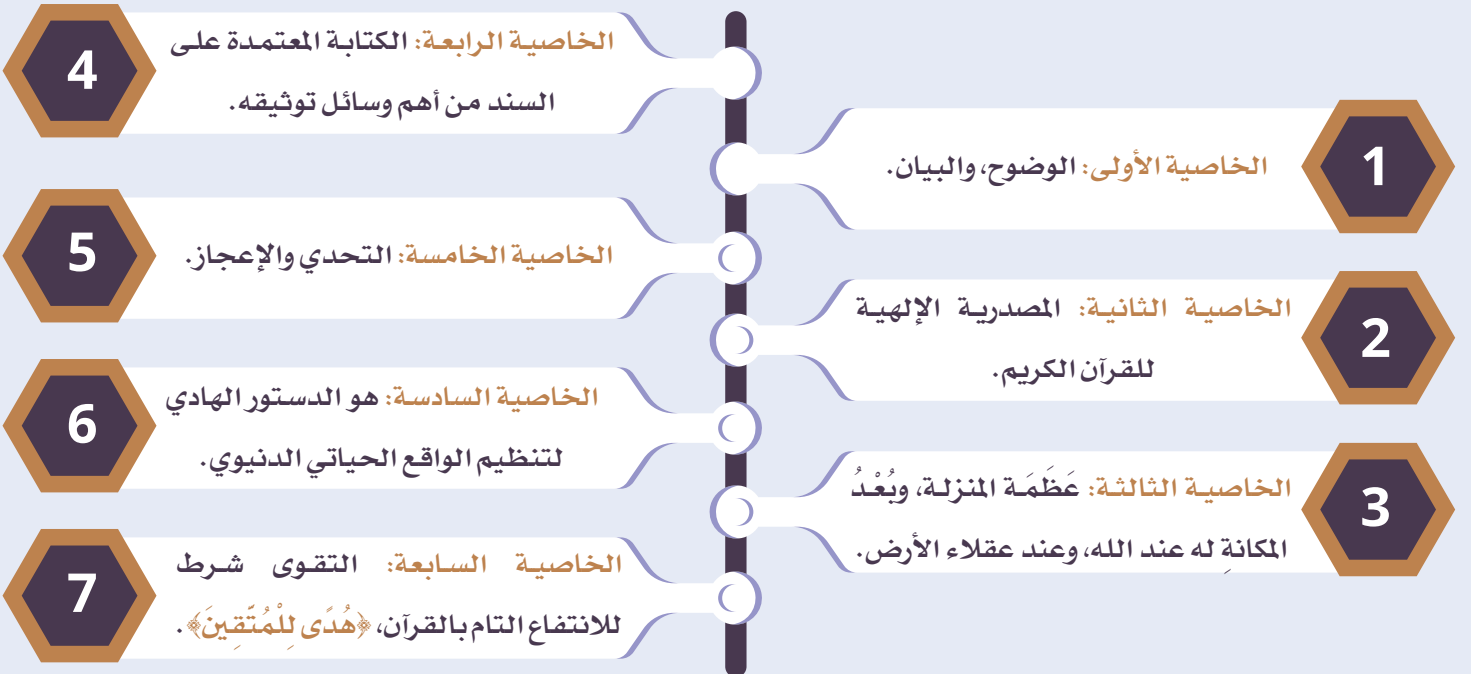 1
الخاصية الأولى: الوضوح، والبيان.
2
الخاصية الثانية: المصدرية الإلهية
للقرآن الكريم.
3
الخاصية الثالثة: عَظَمَة المنزلة، وبُعْدُ
المكانةِ له عند الله، وعند عقلاء الأرض.
4
الخاصية الرابعة: الكتابة المعتمدة على
السند من أهم وسائل توثيقه.
5
الخاصية الخامسة: التحدي والإعجاز.
6
الخاصية السادسة: هو الدستور الهادي
لتنظيم الواقع الحياتي الدنيوي.
7
الخاصية السابعة: التقوى شرط
للانتفاع التام بالقرآن، ﴿هُدًى لِلْمُتَّقِينَ﴾.